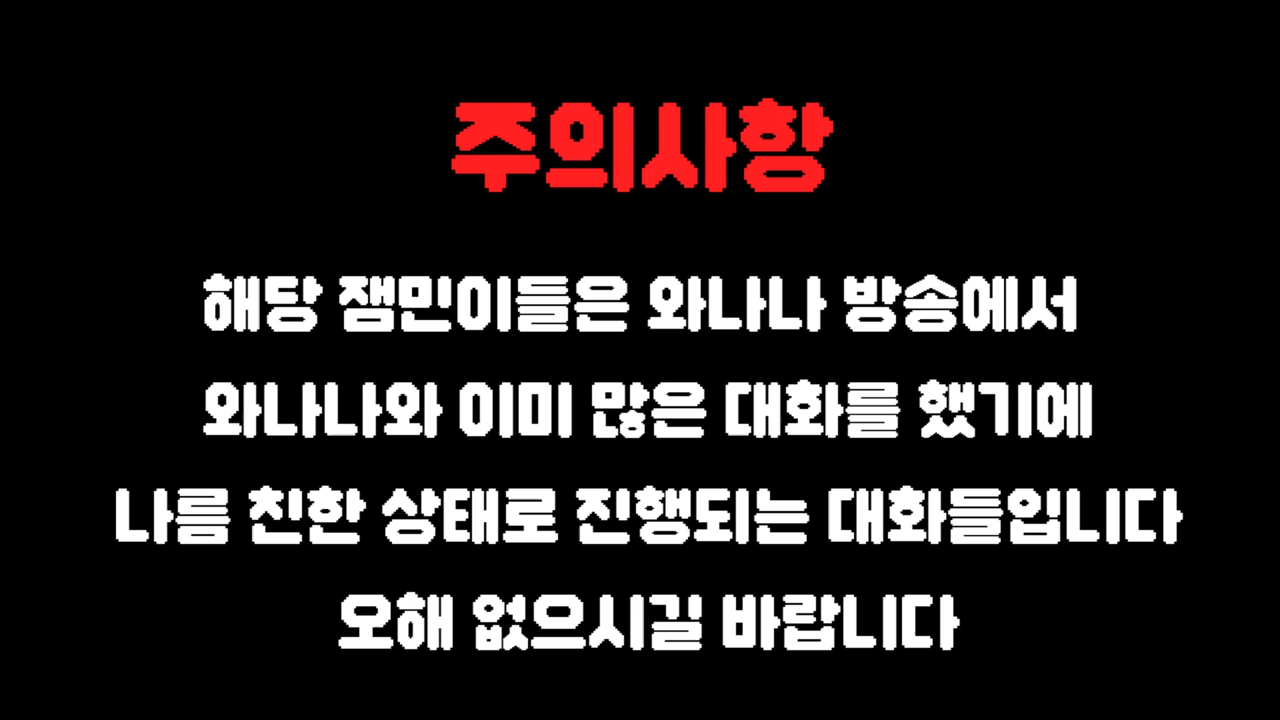 주의사항
해당 잼민이들은 와나나 방송에서
와나나와 이미 많은 대화를 했기에
나름 친한 상태로 진행되는 대화들입니다
오해 없으시길 바랍니다